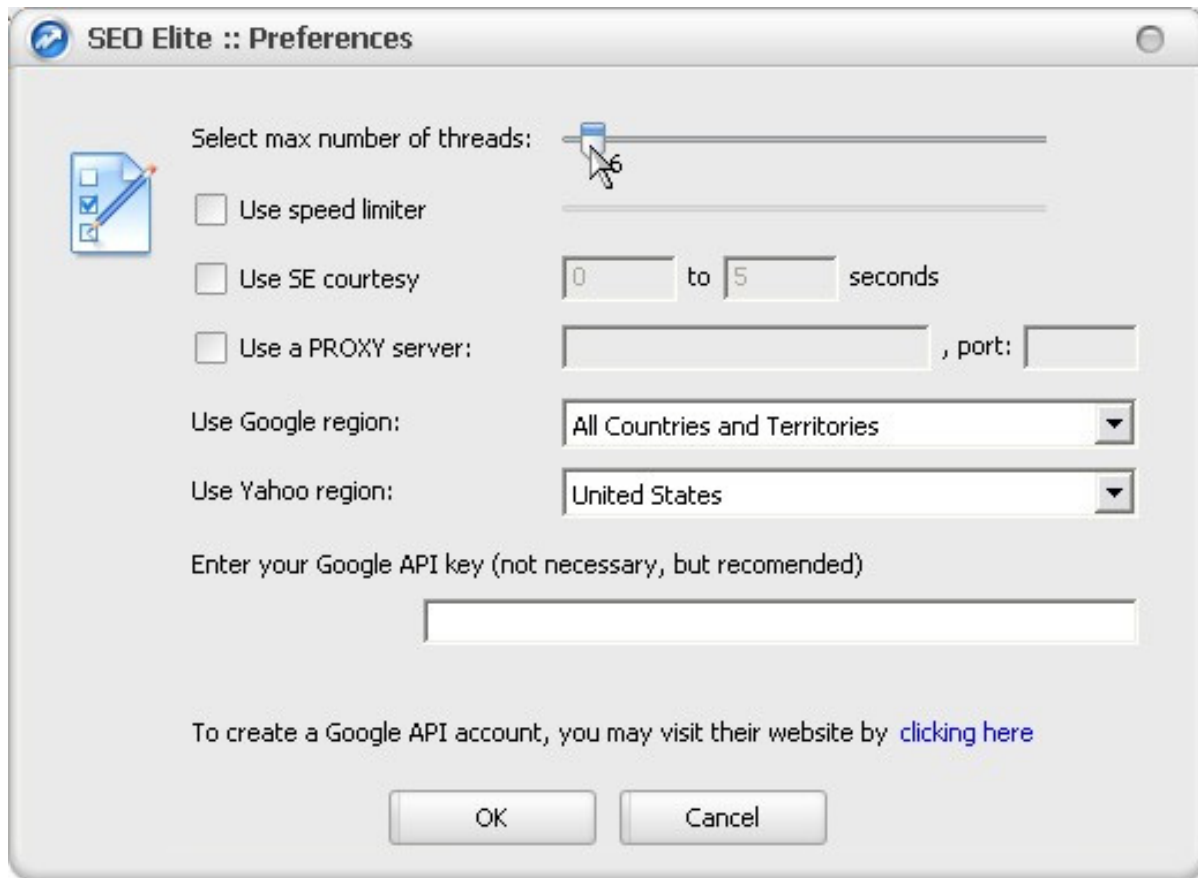 SEO Elite :: Preferences
Select max number of threads:
6
Use speed limiter
Use SE courtesy 0 to 5 seconds
Use a PROXY server: , port:
Use Google region: All Countries and Territories
Use Yahoo region: United States
Enter your Google API key (not necessary, but recomended)
To create a Google API account, you may visit their website by clicking here
OK Cancel